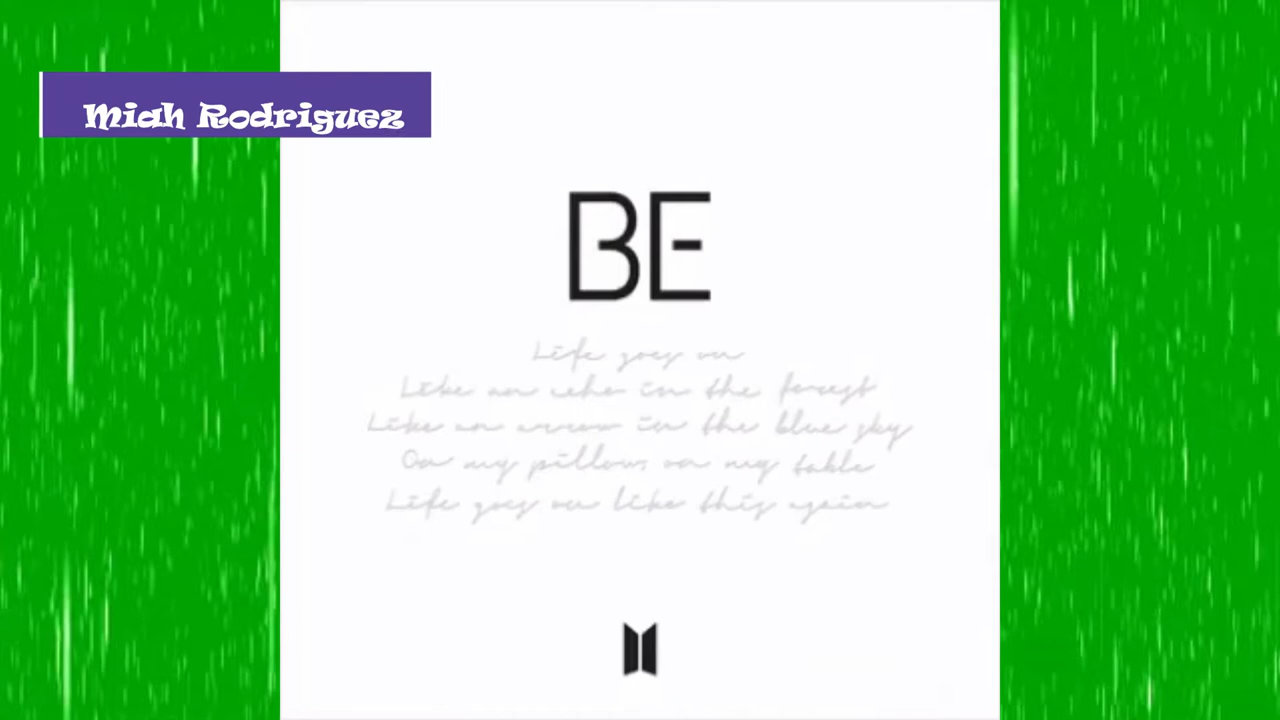 Miah Rodriguez
BE
Life goes on
Like an echo in the forest
Like an arrow in the blue sky
On my pillow, on my table
Life goes on like this again